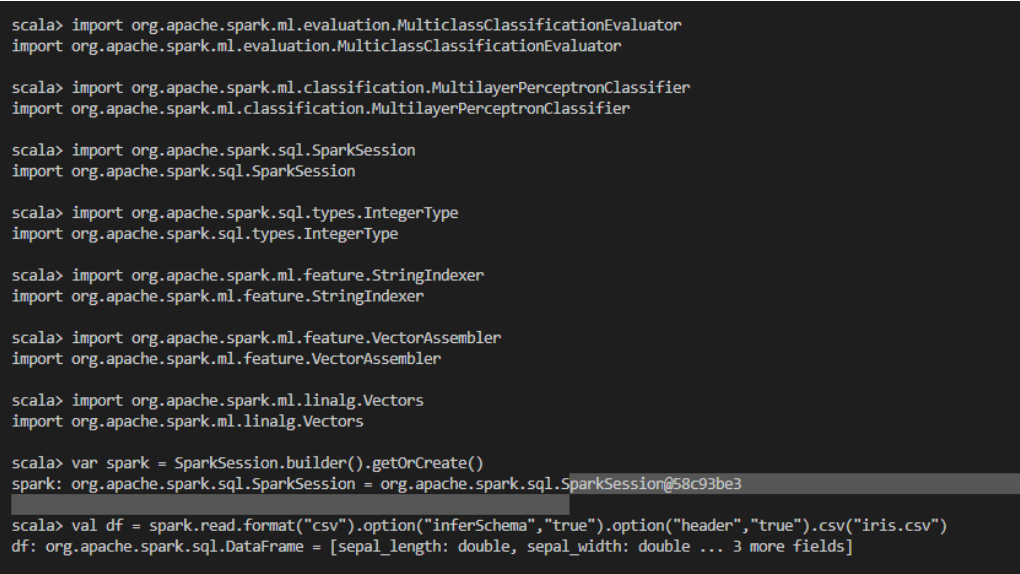 scala> import org.apache.spark.ml.evaluation.MulticlassClassificationEvaluator
import org.apache.spark.ml.evaluation.MulticlassClassificationEvaluator
scala> import org.apache.spark.ml.classification.MultilayerPerceptronClassifier
import org.apache.spark.ml.classification.MultilayerPerceptronClassifier
scala> import org.apache.spark.sql.SparkSession
import org.apache.spark.sql.SparkSession
scala> import org.apache.spark.sql.types.IntegerType
import org.apache.spark.sql.types.IntegerType
scala> import org.apache.spark.ml.feature.StringIndexer
import org.apache.spark.ml.feature.StringIndexer
scala> import org.apache.spark.ml.feature.VectorAssembler
import org.apache.spark.ml.feature.VectorAssembler
scala> import org.apache.spark.ml.linalg.Vectors
import org.apache.spark.ml.linalg.Vectors
scala> var spark = SparkSession.builder().getOrCreate()
spark: org.apache.spark.sql.SparkSession = org.apache.spark.sql.SparkSession@58c93be3
scala> val df = spark.read.format("csv").option("inferSchema","true").option("header","true").csv("iris.csv")
df: org.apache.spark.sql.DataFrame = [sepal_length: double, sepal_width: double ... 3 more fields]